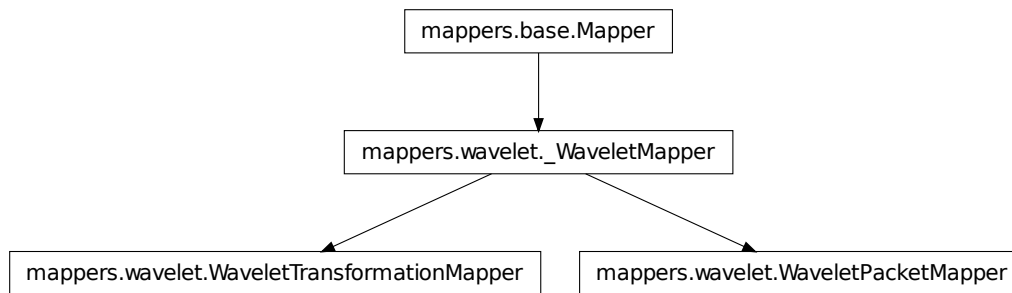 mappers.base.Mapper
mappers.wavelet._WaveletMapper
mappers.wavelet.WaveletTransformationMapper
mappers.wavelet.WaveletPacketMapper